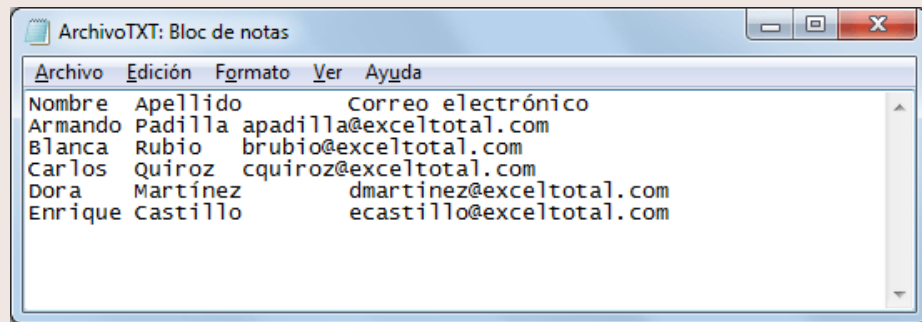 ArchivoTXT: Bloc de notas
Archivo Edición Formato Ver Ayuda
Nombre Apellido Correo electrónico
Armando Padilla apadilla@exceltotal.com
Blanca Rubio brubio@exceltotal.com
Carlos Quiroz cquiroz@exceltotal.com
Dora Martínez dmartinez@exceltotal.com
Enrique Castillo ecastillo@exceltotal.com